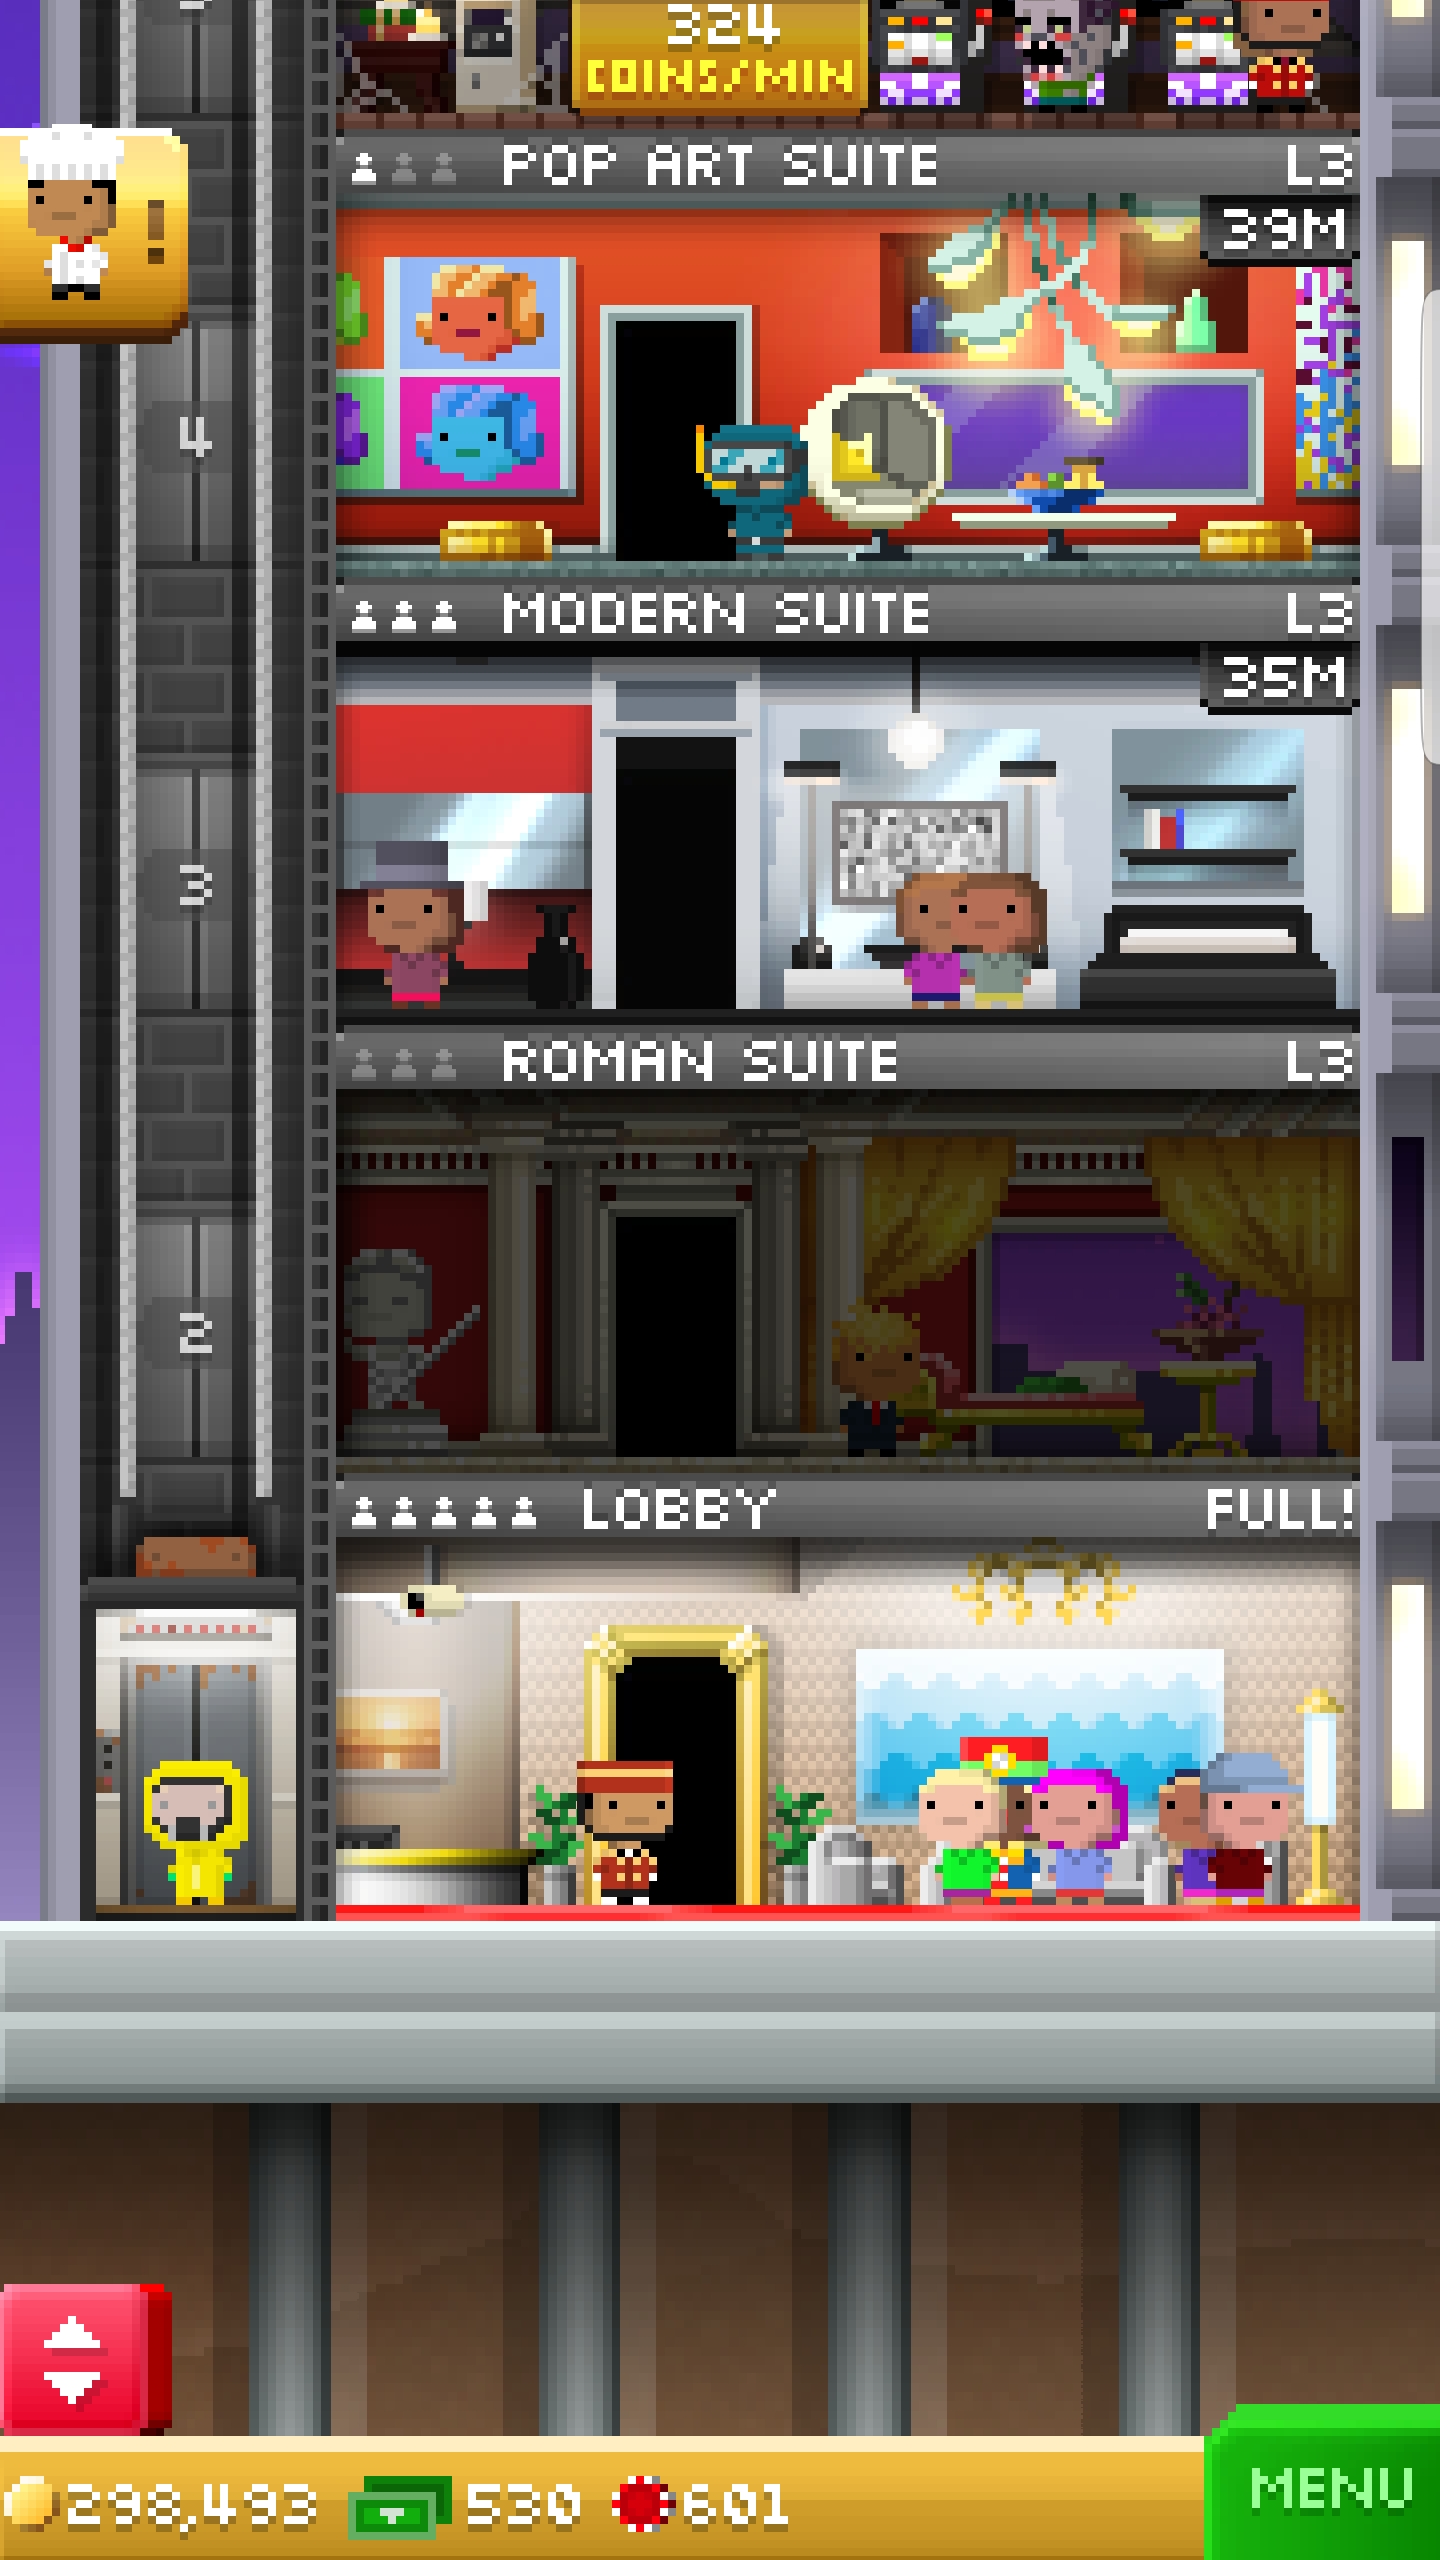 324
COINS/MIN
POP ART SUITE L3
39M
!
4
MODERN SUITE L3
35M
3
ROMAN SUITE L3
2
LOBBY FULL!
298,493 530 601
MENU